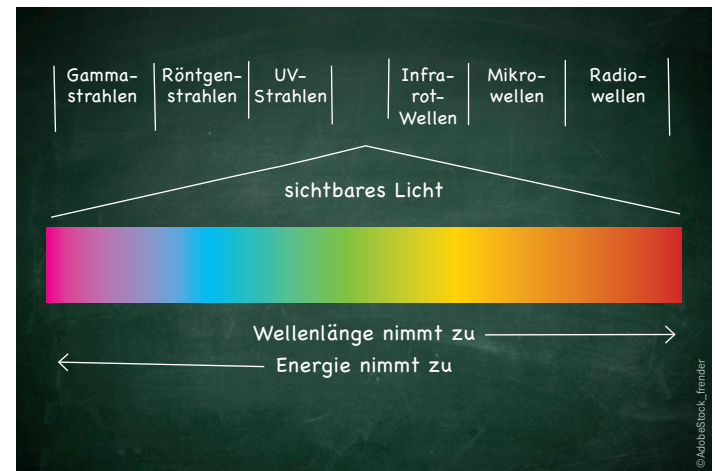 Gamma-
strahlen
Röntgen-
strahlen
UV-
Strahlen
Infra-
rot-
Wellen
Mikro-
wellen
Radio-
wellen
sichtbares Licht
Wellenlänge nimmt zu
Energie nimmt zu
©AdobeStock_frender